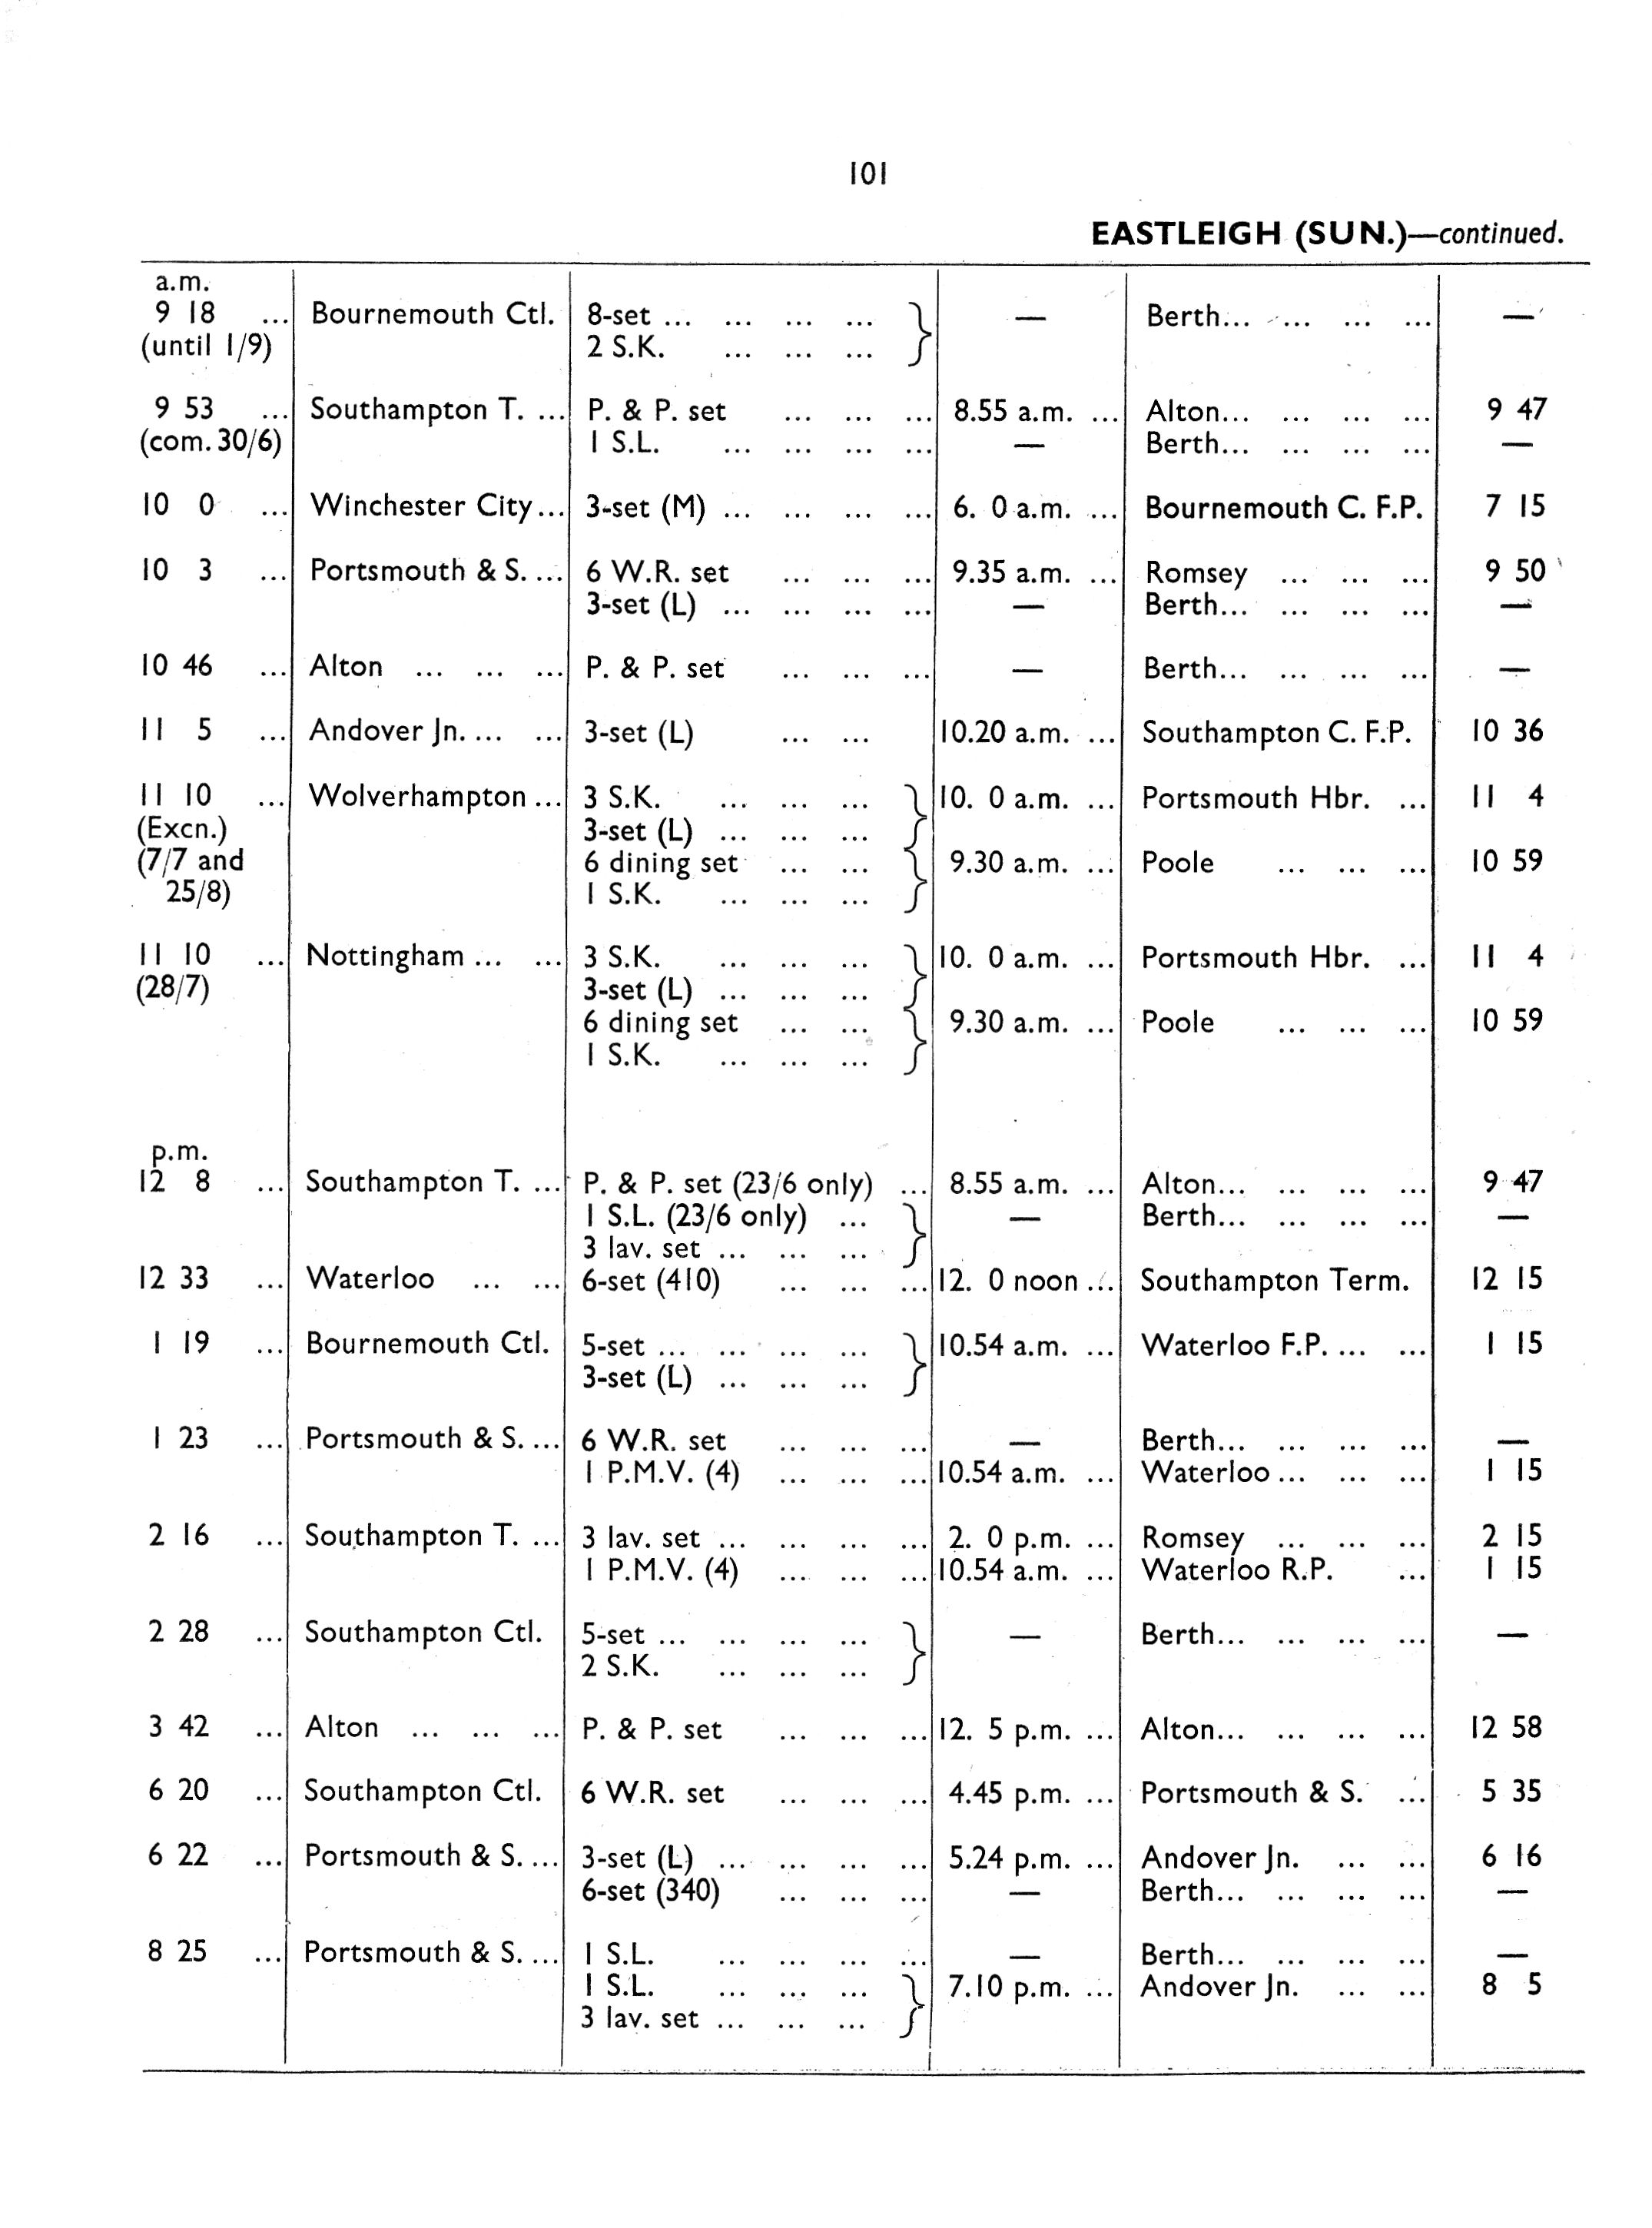 101
EASTLEIGH (SUN.)—continued.
a.m.
9 18 ... Bournemouth Ctl. 8-set ... ... ... ... } — Berth... ... ... ... —
(until 1/9) 2 S.K. ... ... ...
9 53 ... Southampton T. ... P. & P. set ... ... ... 8.55 a.m. ... Alton... ... ... ... 9 47
(com. 30/6) 1 S.L. ... ... ... ... — Berth... ... ... ... —
10 0 ... Winchester City... 3-set (M) ... ... ... ... 6. 0 a.m. ... Bournemouth C. F.P. 7 15
10 3 ... Portsmouth & S. ... 6 W.R. set ... ... ... 9.35 a.m. ... Romsey ... ... ... 9 50
3-set (L) ... ... ... ... — Berth... ... ... ... —
10 46 ... Alton ... ... ... P. & P. set ... ... ... — Berth... ... ... ... —
11 5 ... Andover Jn. ... ... 3-set (L) ... ... 10.20 a.m. ... Southampton C. F.P. 10 36
11 10 ... Wolverhampton ... 3 S.K. ... ... ... } 10. 0 a.m. ... Portsmouth Hbr. ... 11 4
(Excn.) 3-set (L) ... ... ...
(7/7 and 6 dining set ... ... } 9.30 a.m. ... Poole ... ... ... 10 59
25/8) 1 S.K. ... ... ...
11 10 ... Nottingham ... ... 3 S.K. ... ... ... } 10. 0 a.m. ... Portsmouth Hbr. ... 11 4
(28/7) 3-set (L) ... ... ...
6 dining set ... ... } 9.30 a.m. ... Poole ... ... ... 10 59
1 S.K. ... ... ...
p.m.
12 8 ... Southampton T. ... P. & P. set (23/6 only) ... 8.55 a.m. ... Alton... ... ... ... 9 47
1 S.L. (23/6 only) ... } — Berth... ... ... ... —
3 lav. set ... ... ...
12 33 ... Waterloo ... ... 6-set (410) ... ... ... 12. 0 noon ... Southampton Term. 12 15
1 19 ... Bournemouth Ctl. 5-set ... ... ... ... } 10.54 a.m. ... Waterloo F.P. ... ... 1 15
3-set (L) ... ... ...
1 23 ... Portsmouth & S. ... 6 W.R. set ... ... ... — Berth... ... ... ... —
1 P.M.V. (4) ... ... ... 10.54 a.m. ... Waterloo ... ... ... 1 15
2 16 ... Southampton T. ... 3 lav. set ... ... ... ... 2. 0 p.m. ... Romsey ... ... ... 2 15
1 P.M.V. (4) ... ... ... 10.54 a.m. ... Waterloo R.P. ... 1 15
2 28 ... Southampton Ctl. 5-set ... ... ... ... } — Berth... ... ... ... —
2 S.K. ... ... ...
3 42 ... Alton ... ... ... P. & P. set ... ... ... 12. 5 p.m. ... Alton... ... ... ... 12 58
6 20 ... Southampton Ctl. 6 W.R. set ... ... ... 4.45 p.m. ... Portsmouth & S. ... 5 35
6 22 ... Portsmouth & S. ... 3-set (L) ... ... ... ... 5.24 p.m. ... Andover Jn. ... ... 6 16
6-set (340) ... ... ... — Berth... ... ... ... —
8 25 ... Portsmouth & S. ... 1 S.L. ... ... ... ... — Berth... ... ... ... —
1 S.L. ... ... ... } 7.10 p.m. ... Andover Jn. ... ... 8 5
3 lav. set ... ... ...